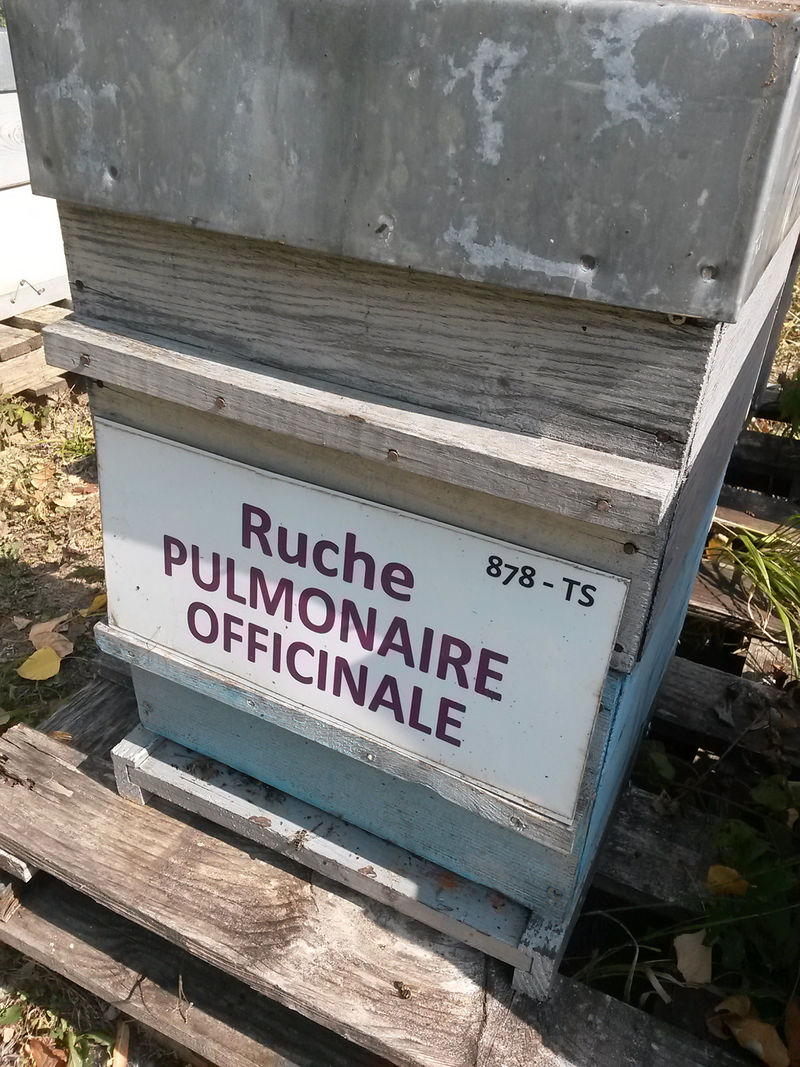 Ruche
878 - TS
PULMONAIRE
OFFICINALE